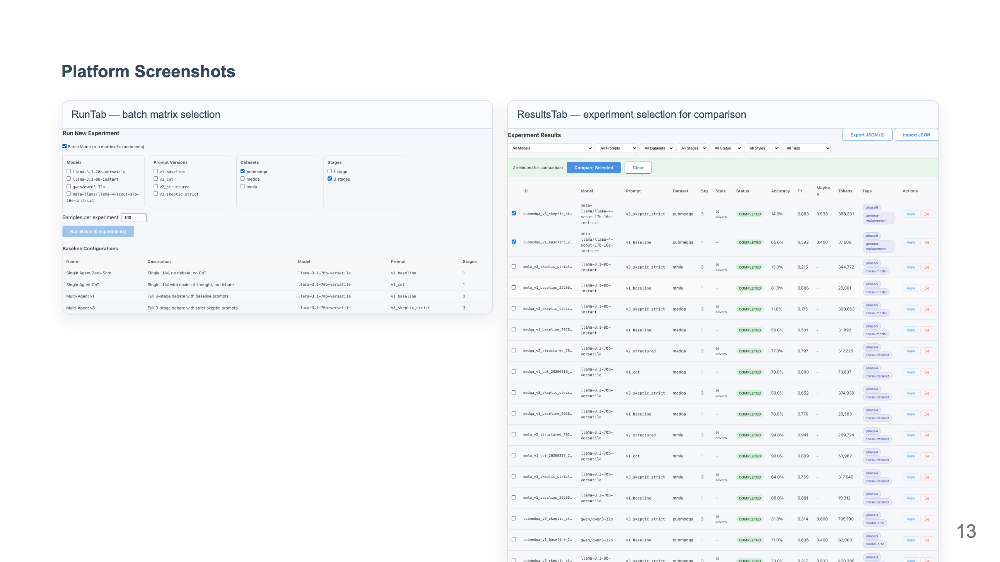 Platform Screenshots
RunTab — batch matrix selection
Run New Experiment
Batch Mode (run matrix of experiments)
Models
llama-3.3-70b-versatile
llama-3.1-8b-instant
qwen/qwen3-32b
meta-llama/llama-4-scout-17b-
16e-instruct
Prompt Versions
v1_baseline
v1_cot
v2_structured
v3_skeptic_strict
Datasets
pubmedqa
medqa
mmlu
Stages
1 stage
3 stages
Samples per experiment 100
Run Batch (0 experiments)
Baseline Configurations
Name Description Model Prompt Stages
Single Agent Zero-Shot Single LLM, no debate, no CoT llama-3.1-70b-versatile v1_baseline 1
Single Agent CoT Single LLM with chain-of-thought, no debate llama-3.1-70b-versatile v1_cot 1
Multi-Agent v1 Full 3-stage debate with baseline prompts llama-3.1-70b-versatile v1_baseline 3
Multi-Agent v3 Full 3-stage debate with strict skeptic prompts llama-3.1-70b-versatile v3_skeptic_strict 3
ResultsTab — experiment selection for comparison
Experiment Results Export JSON (2) Import JSON
All Models All Prompts All Datasets All Stages All Status All Styles All Tags
2 selected for comparison Compare Selected Clear
ID Model Prompt Dataset Stg Style Status Accuracy F1 Maybe R Tokens Tags Actions
pubmedqa_v3_skeptic_st… meta-llama/llama-4-scout-17b-16e-instruct v3_skeptic_strict pubmedqa 3 ⚔ advers. COMPLETED 14.0% 0.083 0.933 388,301 phase6 gemma-replacement View Del
pubmedqa_v1_baseline_2… meta-llama/llama-4-scout-17b-16e-instruct v1_baseline pubmedqa 1 — COMPLETED 65.0% 0.592 0.400 37,989 phase6 gemma-replacement View Del
mmlu_v3_skeptic_strict… llama-3.1-8b-instant v3_skeptic_strict mmlu 3 ⚔ advers. COMPLETED 13.0% 0.215 - 344,772 phase5 cross-model View Del
mmlu_v1_baseline_20260… llama-3.1-8b-instant v1_baseline mmlu 1 — COMPLETED 81.0% 0.806 - 20,061 phase5 cross-model View Del
medqa_v3_skeptic_stric… llama-3.1-8b-instant v3_skeptic_strict medqa 3 ⚔ advers. COMPLETED 11.0% 0.175 - 390,663 phase5 cross-model View Del
medqa_v1_baseline_2026… llama-3.1-8b-instant v1_baseline medqa 1 — COMPLETED 50.0% 0.501 - 31,092 phase5 cross-model View Del
medqa_v2_structured_20… llama-3.3-70b-versatile v2_structured medqa 3 ⚔ advers. COMPLETED 77.0% 0.797 - 317,225 phase4 cross-dataset View Del
medqa_v1_cot_20260318_… llama-3.3-70b-versatile v1_cot medqa 1 — COMPLETED 79.0% 0.800 - 73,607 phase4 cross-dataset View Del
medqa_v3_skeptic_stric… llama-3.3-70b-versatile v3_skeptic_strict medqa 3 ⚔ advers. COMPLETED 50.0% 0.652 - 374,938 phase4 cross-dataset View Del
medqa_v1_baseline_2026… llama-3.3-70b-versatile v1_baseline medqa 1 — COMPLETED 78.0% 0.770 - 29,583 phase4 cross-dataset View Del
mmlu_v2_structured_202… llama-3.3-70b-versatile v2_structured mmlu 3 ⚔ advers. COMPLETED 94.0% 0.941 - 269,724 phase4 cross-dataset View Del
mmlu_v1_cot_20260317_2… llama-3.3-70b-versatile v1_cot mmlu 1 — COMPLETED 90.0% 0.899 - 53,982 phase4 cross-dataset View Del
mmlu_v3_skeptic_strict… llama-3.3-70b-versatile v3_skeptic_strict mmlu 3 ⚔ advers. COMPLETED 64.0% 0.759 - 317,649 phase4 cross-dataset View Del
mmlu_v1_baseline_20260… llama-3.3-70b-versatile v1_baseline mmlu 1 — COMPLETED 88.0% 0.881 - 19,312 phase4 cross-dataset View Del
pubmedqa_v3_skeptic_st… qwen/qwen3-32b v3_skeptic_strict pubmedqa 3 ⚔ advers. COMPLETED 31.0% 0.314 0.800 795,190 phase3 model-size View Del
pubmedqa_v1_baseline_2… qwen/qwen3-32b v1_baseline pubmedqa 1 — COMPLETED 71.0% 0.636 0.400 82,008 phase3 model-size View Del
pubmedqa_v3_skeptic_st… llama-3.1-8b- v3_skeptic_strict pubmedqa 3 ⚔ COMPLETED 23.0% 0.217 0.933 420,289 phase3 View Del
13